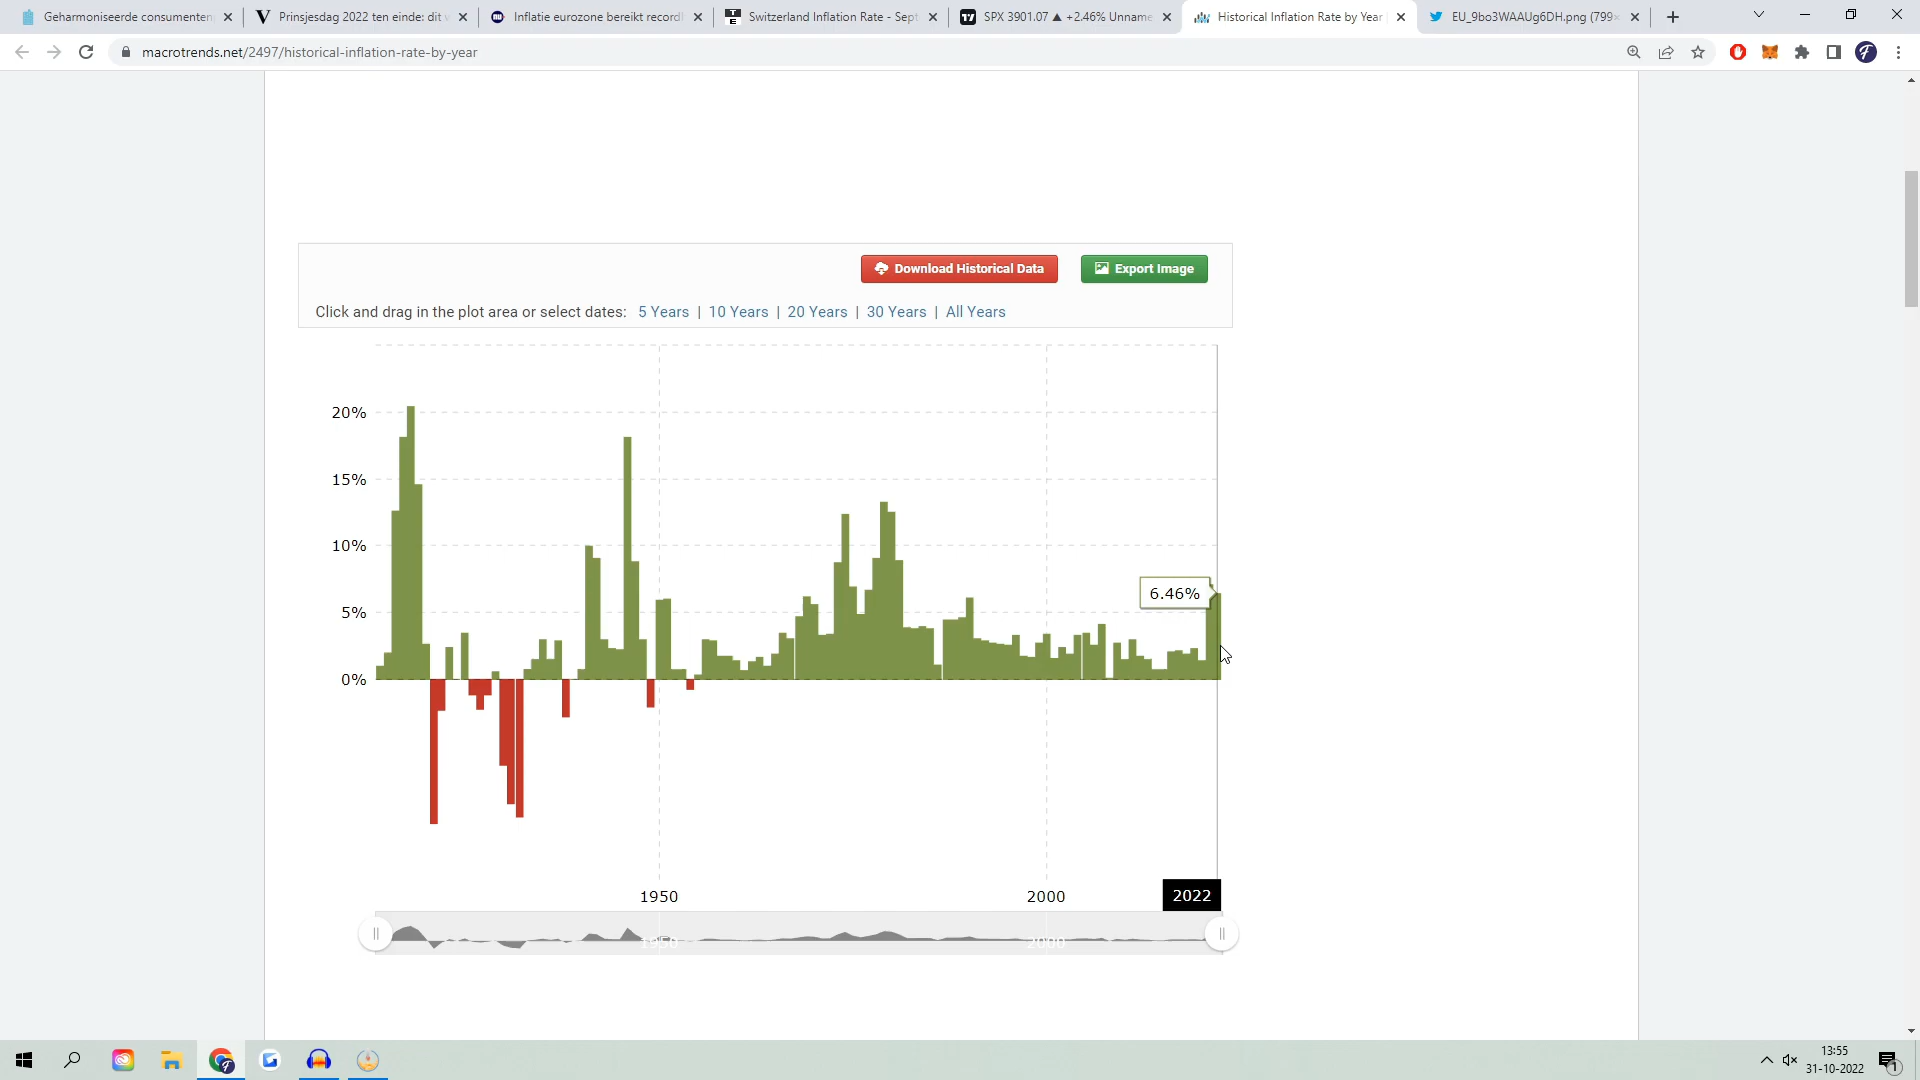 Geharmoniseerde consumenten
Prinsjesdag 2022 ten einde: dit v
Inflatie eurozone bereikt record
Switzerland Inflation Rate - Sept
SPX 3901.07 ▲ +2.46% Unname
Historical Inflation Rate by Year
EU_9bo3WAAUg6DH.png (799×
macrotrends.net/2497/historical-inflation-rate-by-year
Download Historical Data
Export Image
Click and drag in the plot area or select dates: 5 Years | 10 Years | 20 Years | 30 Years | All Years
20%
15%
10%
5%
0%
6.46%
1950
2000
2022
1950
2000
13:55
31-10-2022
1